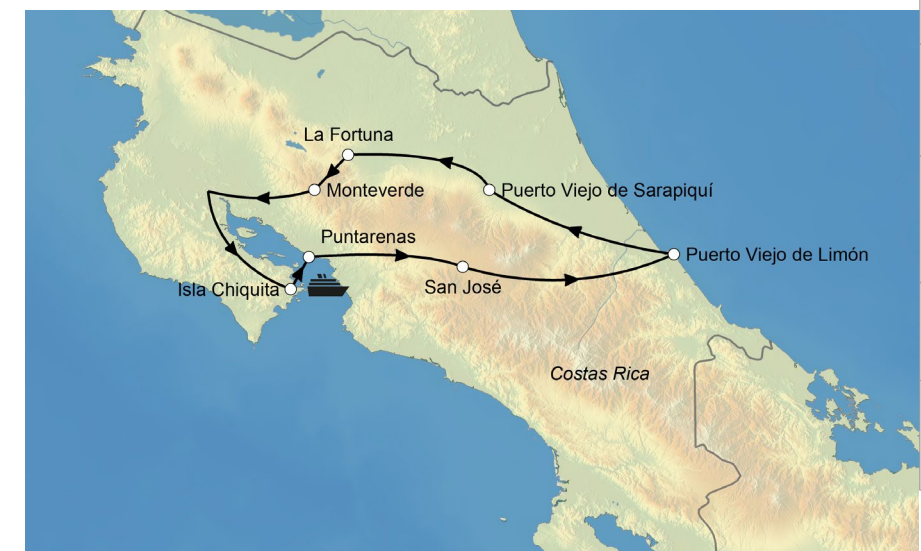 La Fortuna
Monteverde
Puerto Viejo de Sarapiquí
Puntarenas
Puerto Viejo de Limón
Isla Chiquita
San José
Costas Rica